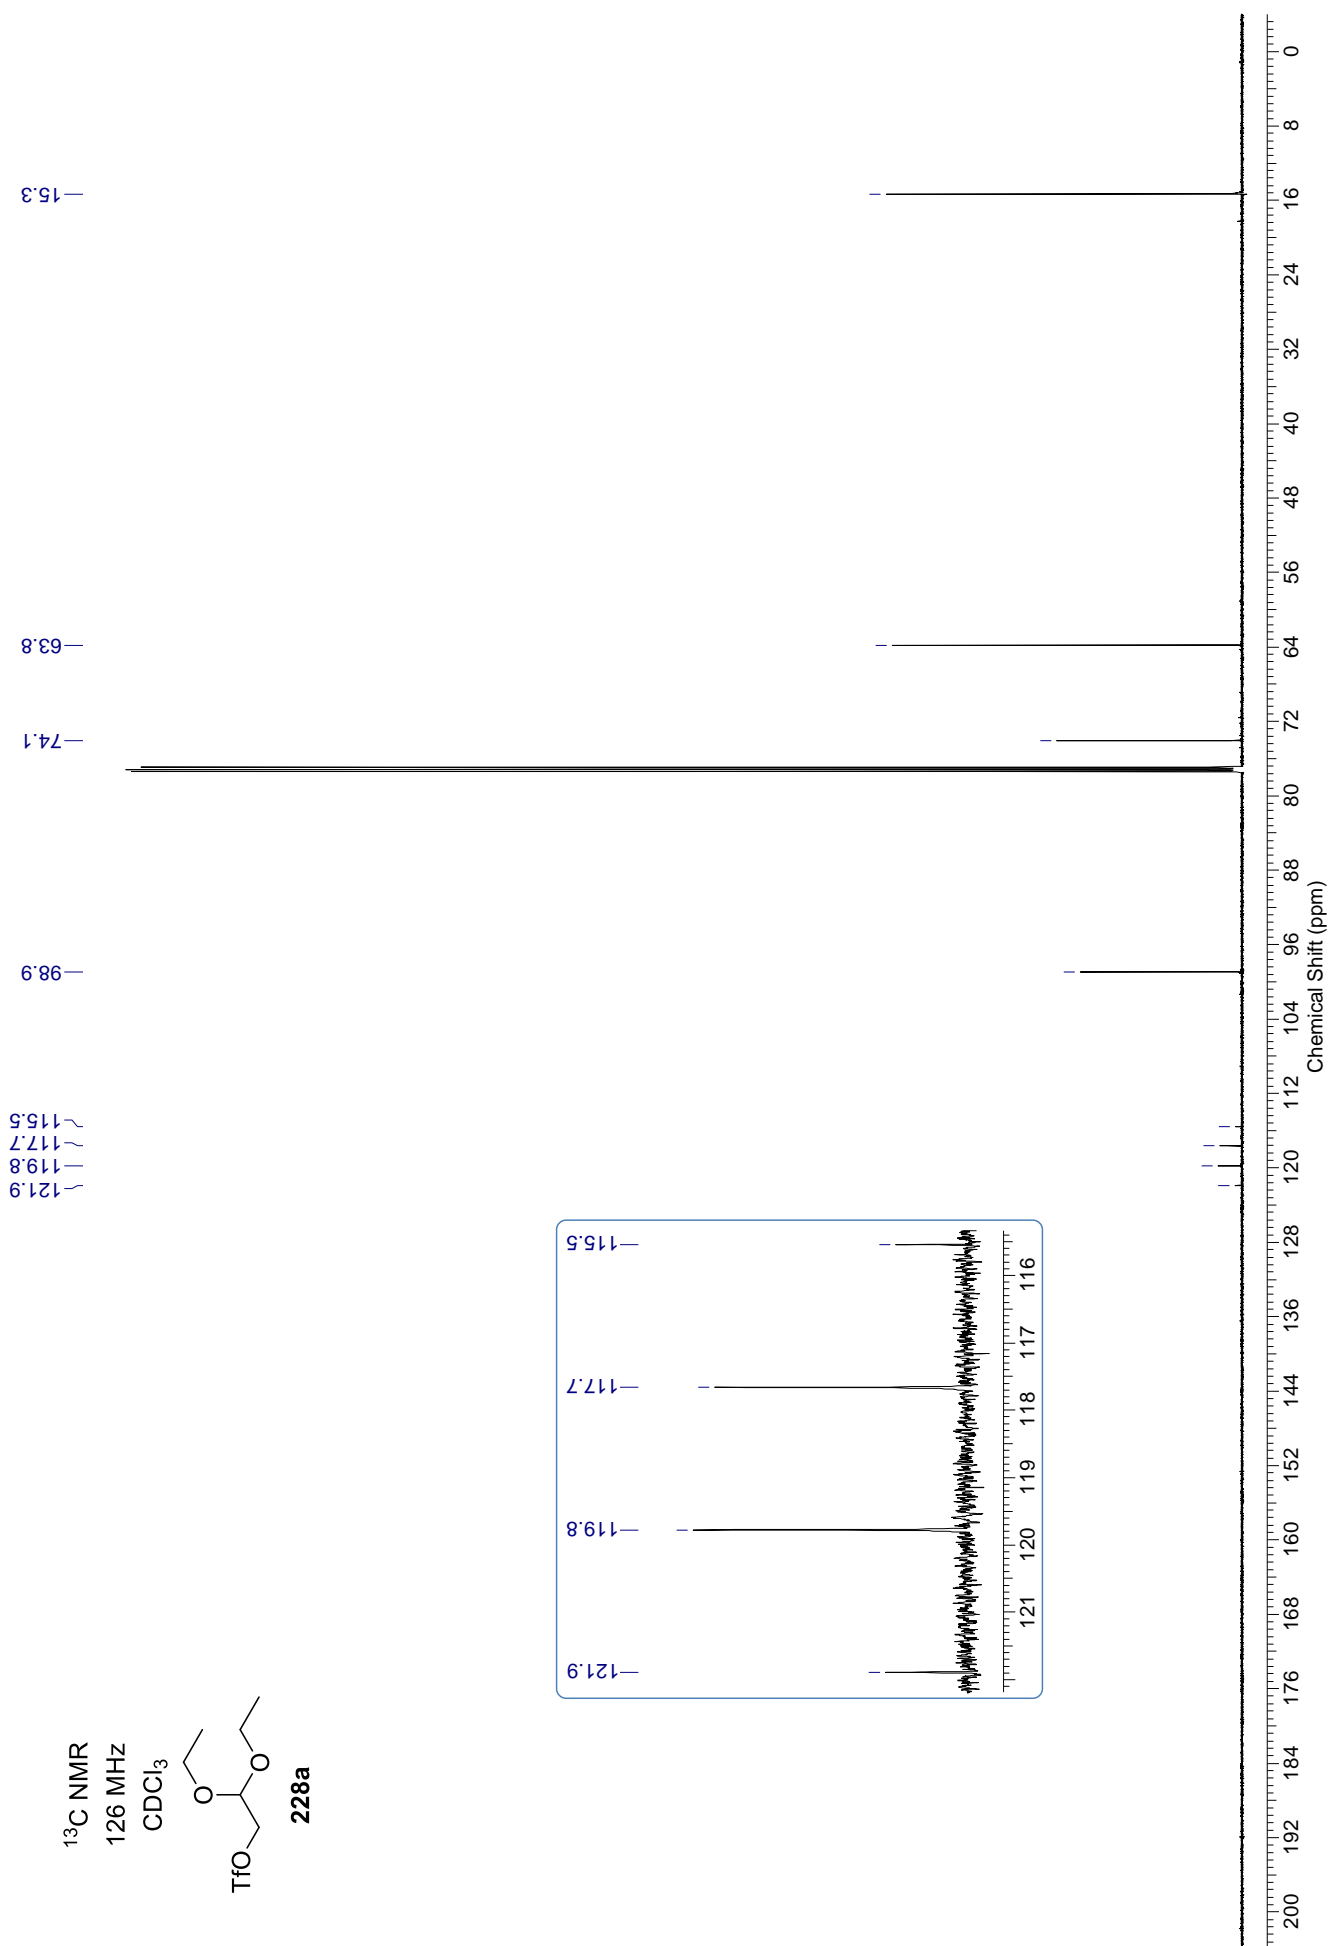 ¹³C NMR
126 MHz
CDCl₃
TfO
O
O
228a
121.9
119.8
117.7
115.5
98.9
74.1
63.8
15.3
121.9
119.8
117.7
115.5
121
120
119
118
117
116
200 192 184 176 168 160 152 144 136 128 120 112 104 96 88 80 72 64 56 48 40 32 24 16 8 0
Chemical Shift (ppm)